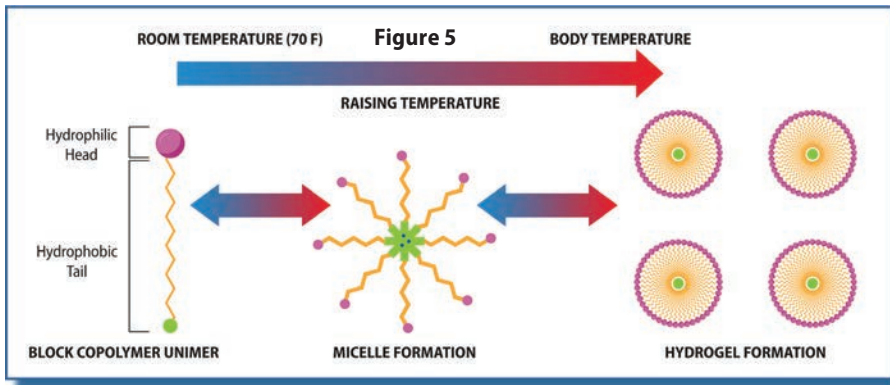 Figure 5
ROOM TEMPERATURE (70 F)
BODY TEMPERATURE
RAISING TEMPERATURE
Hydrophilic
Head
Hydrophobic
Tail
BLOCK COPOLYMER UNIMER
MICELLE FORMATION
HYDROGEL FORMATION